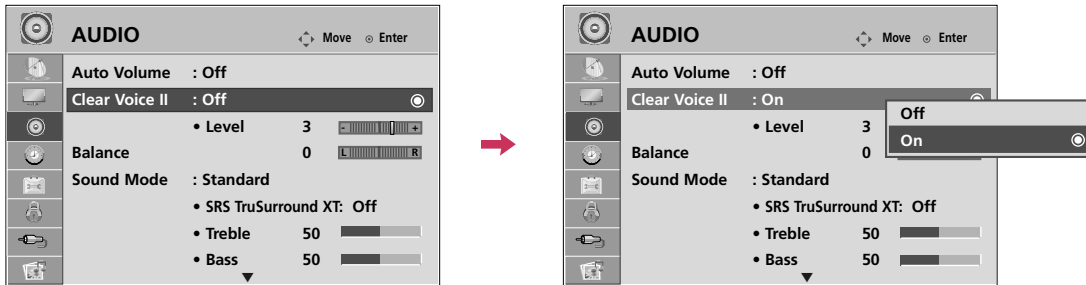 AUDIO Move Enter
Auto Volume : Off
Clear Voice II : Off
• Level 3 - +
Balance 0 L R
Sound Mode : Standard
• SRS TruSurround XT: Off
• Treble 50
• Bass 50
AUDIO Move Enter
Auto Volume : Off
Clear Voice II : On
• Level 3
Balance 0
Sound Mode : Standard
• SRS TruSurround XT: Off
• Treble 50
• Bass 50
Off
On